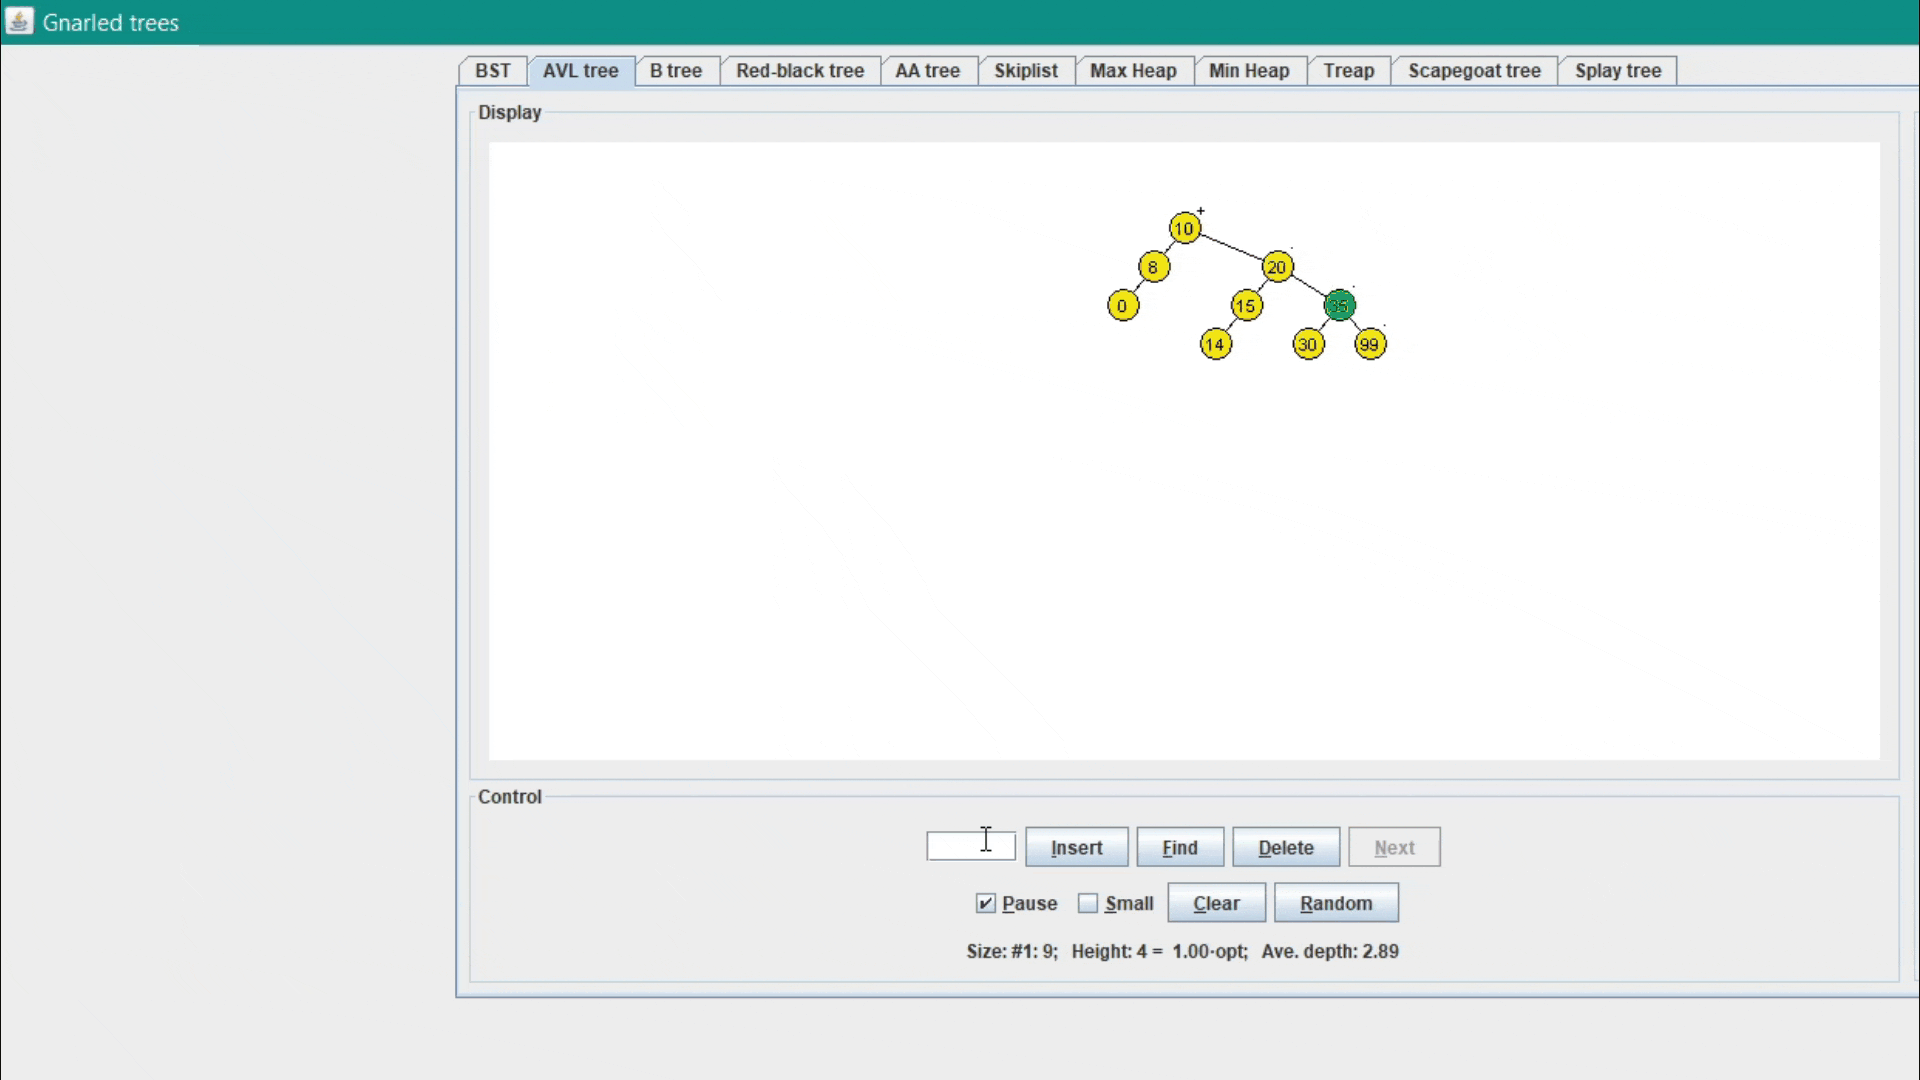 Gnarled trees
BST AVL tree B tree Red-black tree AA tree Skiplist Max Heap Min Heap Treap Scapegoat tree Splay tree
Display
+
10
8 20
0 15 35
14 30 99
Control
Insert Find Delete Next
Pause Small Clear Random
Size: #1: 9; Height: 4 = 1.00·opt; Ave. depth: 2.89